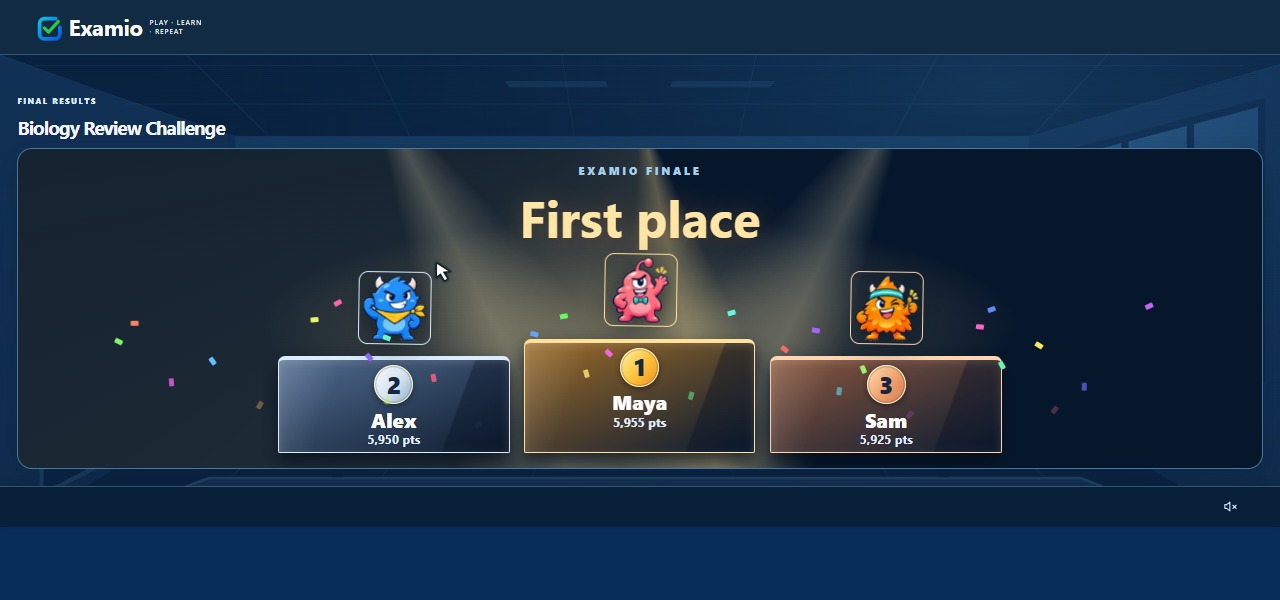 Examio
PLAY · LEARN
· REPEAT
FINAL RESULTS
Biology Review Challenge
EXAMIO FINALE
First place
2
Alex
5,950 pts
1
Maya
5,955 pts
3
Sam
5,925 pts